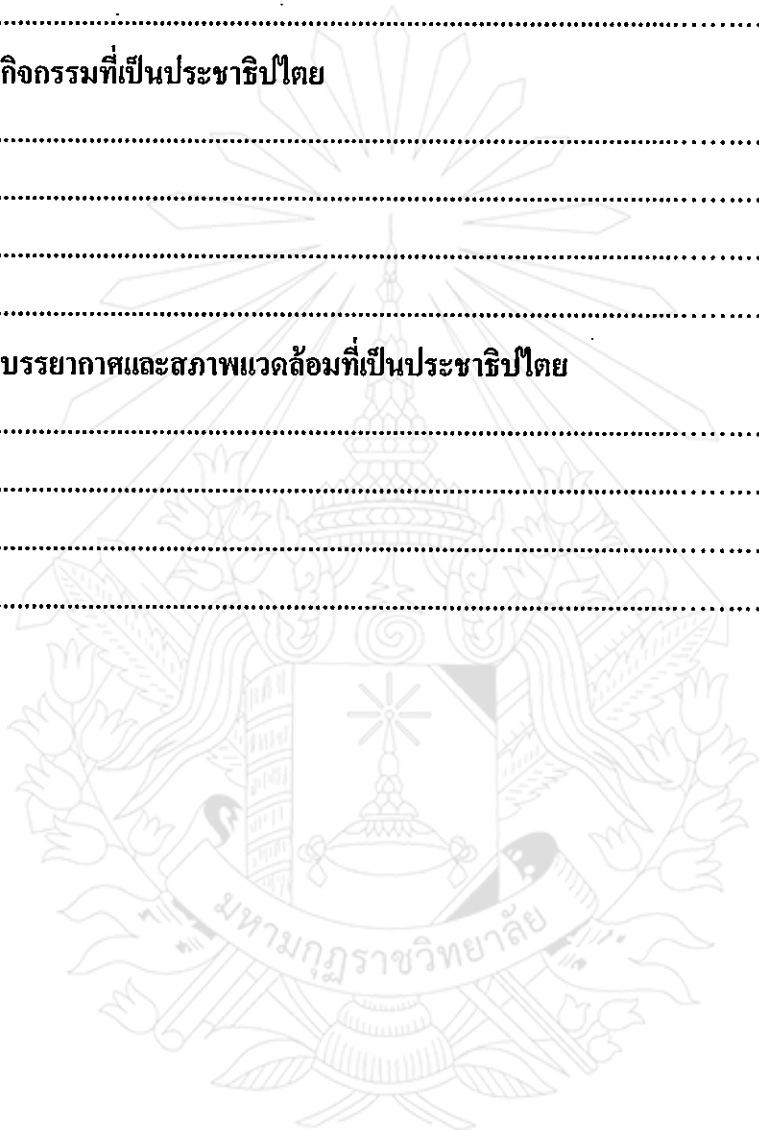 กิจกรรมที่เป็นประชาธิปไตย
บรรยากาศและสภาพแวดล้อมที่เป็นประชาธิปไตย
มหามกุฏราชวิทยาลัย